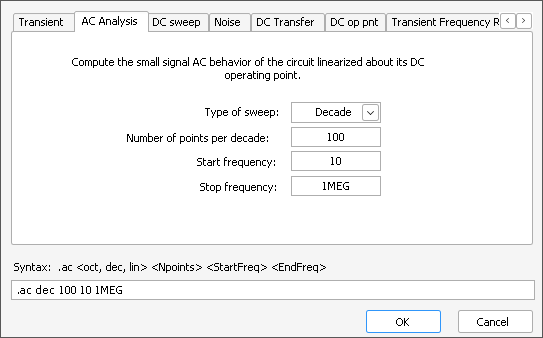 Transient AC Analysis DC sweep Noise DC Transfer DC op pnt Transient Frequency R
Compute the small signal AC behavior of the circuit linearized about its DC
operating point.
Type of sweep: Decade
Number of points per decade: 100
Start frequency: 10
Stop frequency: 1MEG
Syntax: .ac <oct, dec, lin> <Npoints> <StartFreq> <EndFreq>
.ac dec 100 10 1MEG
OK Cancel